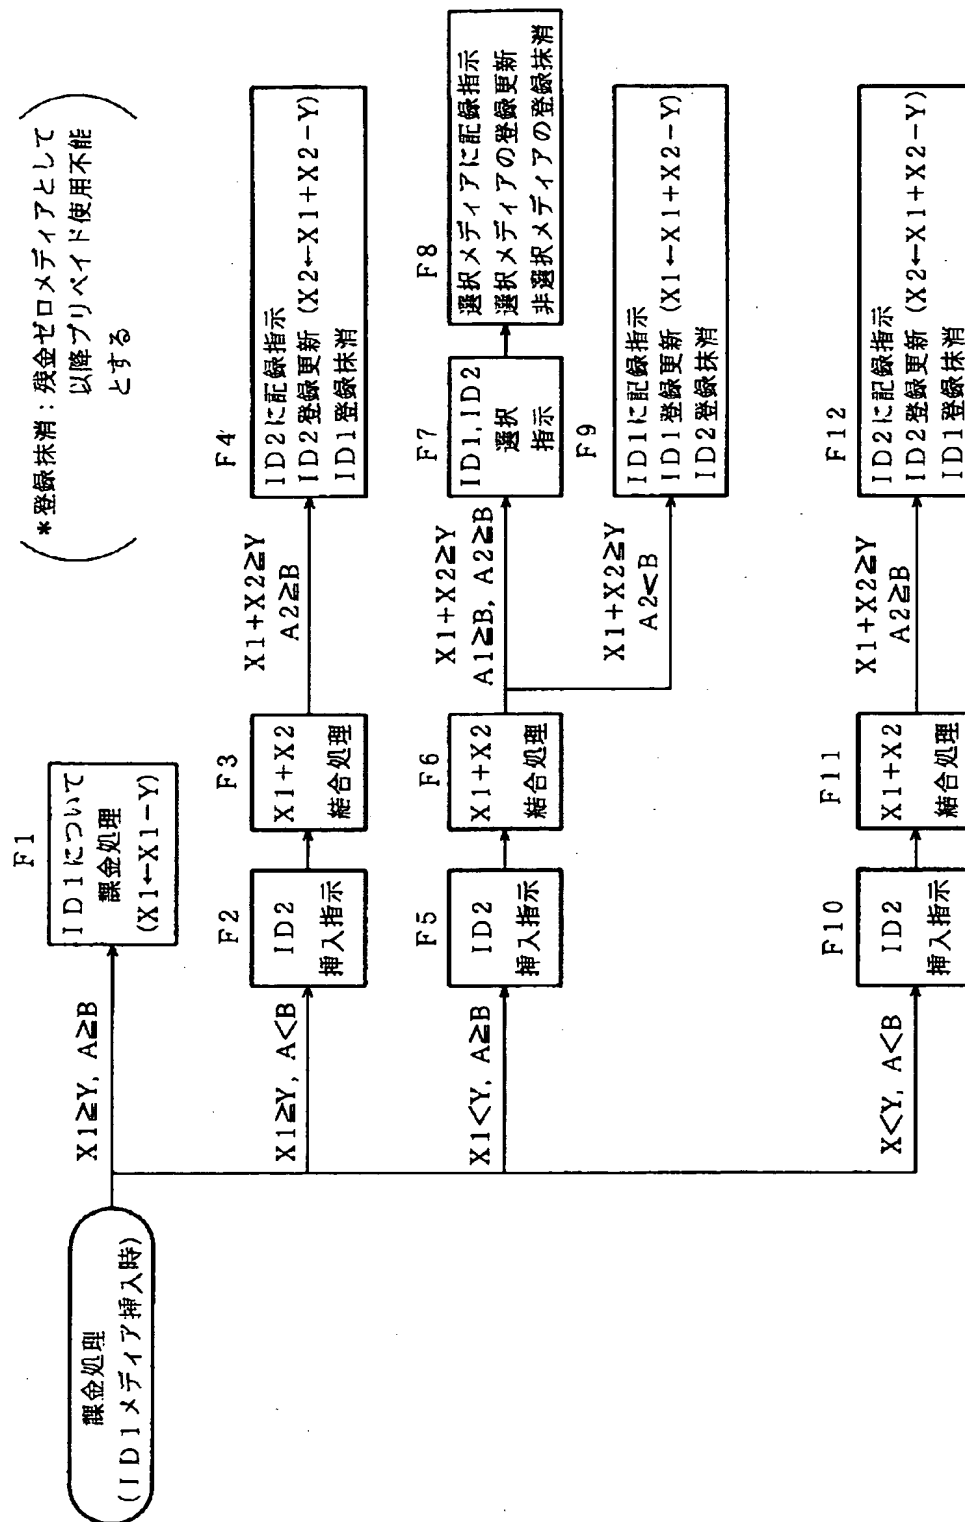 課金処理
(ID1メディア挿入時)
X1≧Y, A≧B
F1
ID1について
課金処理
(X1←X1−Y)
*登録抹消:残金ゼロメディアとして
以降プリペイド使用不能
とする
X1≧Y, A<B
F2
ID2
挿入指示
F3
X1+X2
結合処理
X1+X2≧Y
A2≧B
F4
ID2に記録指示
ID2登録更新(X2←X1+X2−Y)
ID1登録抹消
X1<Y, A≧B
F5
ID2
挿入指示
F6
X1+X2
結合処理
X1+X2≧Y
A1≧B, A2≧B
F7
ID1,ID2
選択
指示
F8
選択メディアに記録指示
選択メディアの登録更新
非選択メディアの登録抹消
X1+X2≧Y
A2<B
F9
ID1に記録指示
ID1登録更新(X1←X1+X2−Y)
ID2登録抹消
X<Y, A<B
F10
ID2
挿入指示
F11
X1+X2
結合処理
X1+X2≧Y
A2≧B
F12
ID2に記録指示
ID2登録更新(X2←X1+X2−Y)
ID1登録抹消